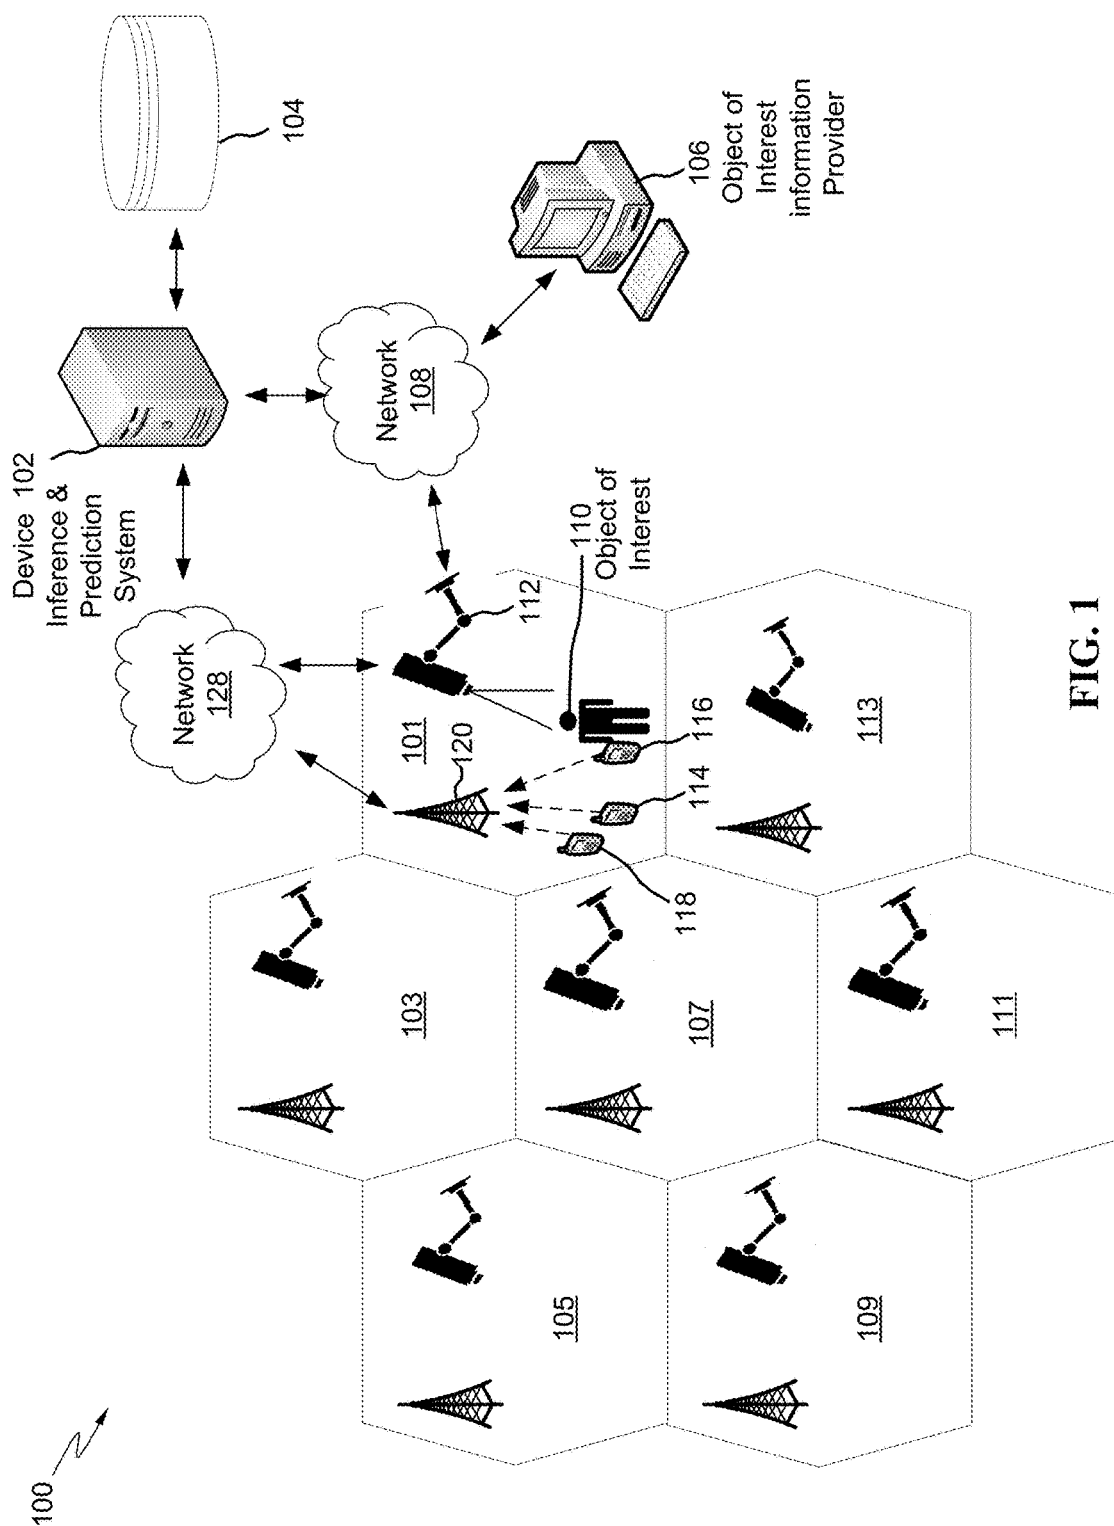 100
Device 102
Inference &
Prediction
System
104
Network
128
Network
108
106
Object of
Interest
information
Provider
110
Object of
Interest
112
101
120
116
114
118
103
113
107
105
111
109
FIG. 1